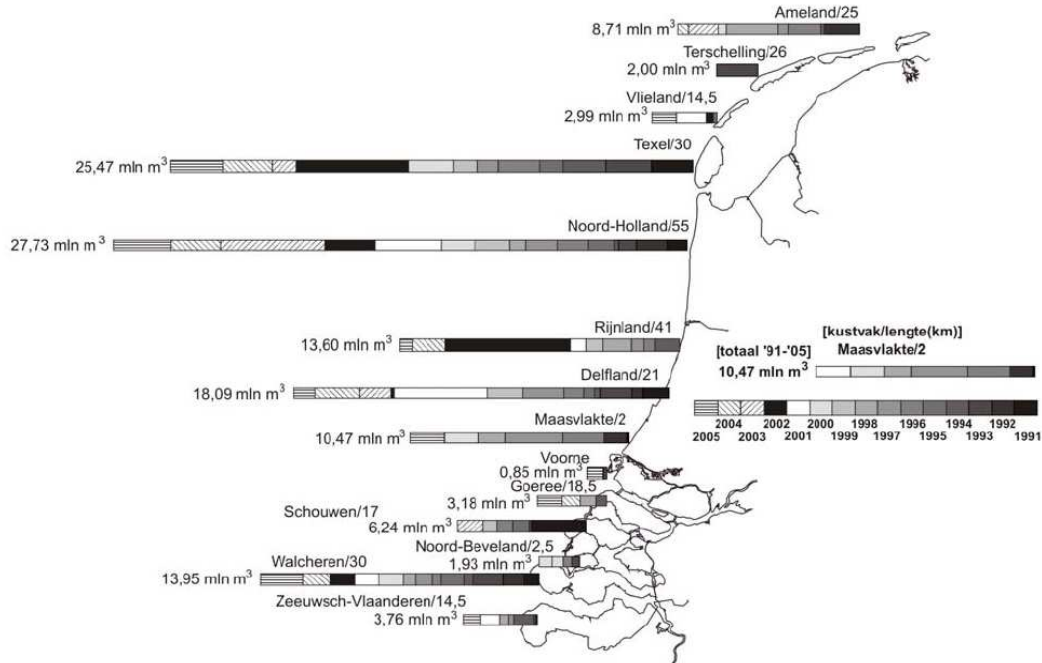 Ameland/25
8,71 mln m³
Terschelling/26
2,00 mln m³
Vlieland/14,5
2,99 mln m³
Texel/30
25,47 mln m³
Noord-Holland/55
27,73 mln m³
Rijnland/41
13,60 mln m³
[kustvak/lengte(km)]
[totaal '91-'05]
Maasvlakte/2
10,47 mln m³
Delfland/21
18,09 mln m³
2004 2002 2000 1998 1996 1994 1992
2005 2003 2001 1999 1997 1995 1993 1991
Maasvlakte/2
10,47 mln m³
Voorne
0,85 mln m³
Goeree/18,5
3,18 mln m³
Schouwen/17
6,24 mln m³
Noord-Beveland/2,5
1,93 mln m³
Walcheren/30
13,95 mln m³
Zeeuwsch-Vlaanderen/14,5
3,76 mln m³